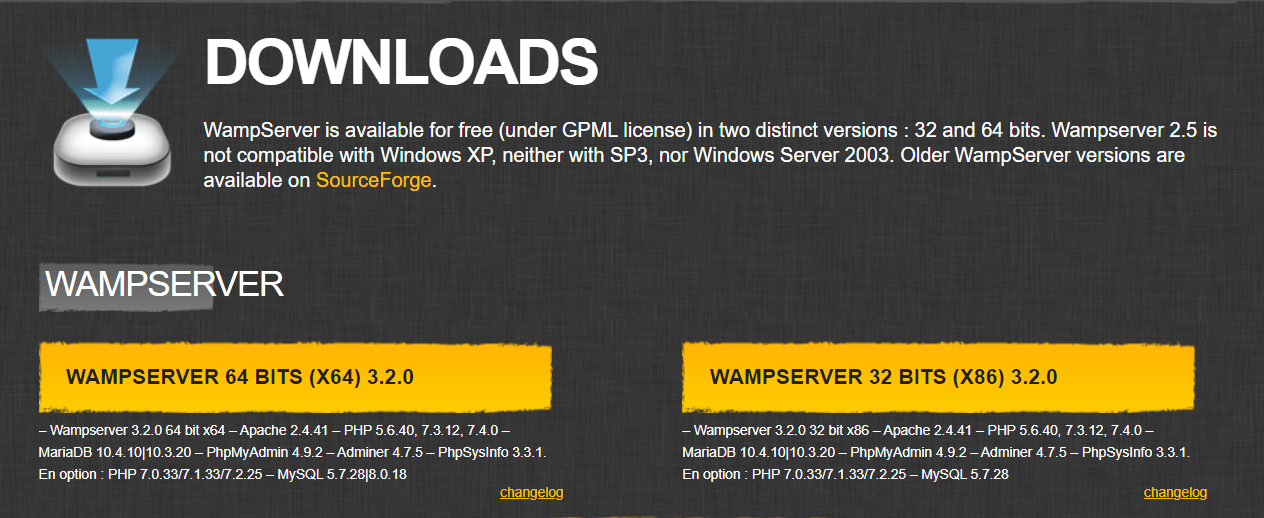 DOWNLOADS
WampServer is available for free (under GPML license) in two distinct versions : 32 and 64 bits. Wampserver 2.5 is
not compatible with Windows XP, neither with SP3, nor Windows Server 2003. Older WampServer versions are
available on SourceForge.
WAMPSERVER
WAMPSERVER 64 BITS (X64) 3.2.0
– Wampserver 3.2.0 64 bit x64 – Apache 2.4.41 – PHP 5.6.40, 7.3.12, 7.4.0 –
MariaDB 10.4.10|10.3.20 – PhpMyAdmin 4.9.2 – Adminer 4.7.5 – PhpSysInfo 3.3.1.
En option : PHP 7.0.33/7.1.33/7.2.25 – MySQL 5.7.28|8.0.18
changelog
WAMPSERVER 32 BITS (X86) 3.2.0
– Wampserver 3.2.0 32 bit x86 – Apache 2.4.41 – PHP 5.6.40, 7.3.12, 7.4.0 –
MariaDB 10.4.10|10.3.20 – PhpMyAdmin 4.9.2 – Adminer 4.7.5 – PhpSysInfo 3.3.1.
En option : PHP 7.0.33/7.1.33/7.2.25 – MySQL 5.7.28
changelog